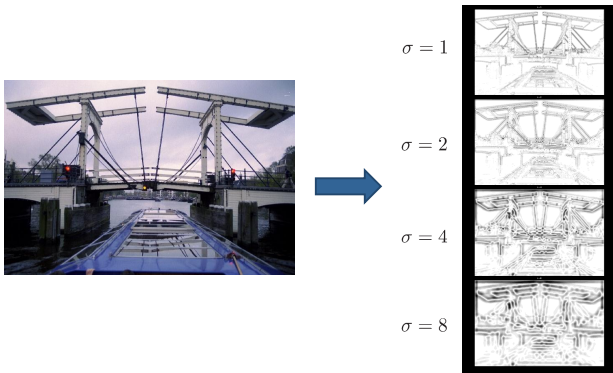 σ = 1
σ = 2
σ = 4
σ = 8